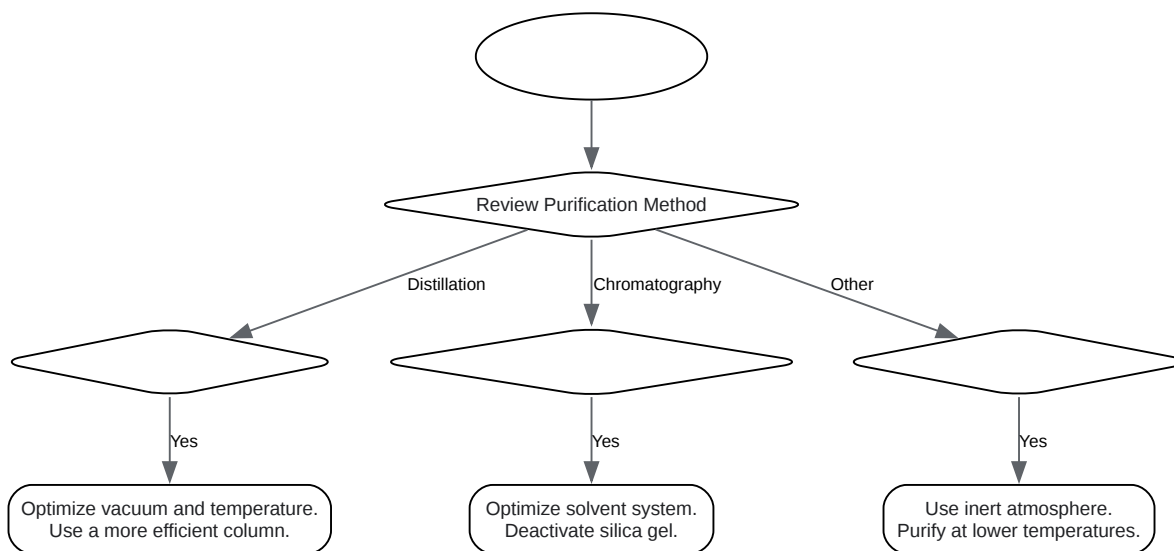 Review Purification Method
Distillation
Chromatography
Other
Yes
Yes
Yes
Optimize vacuum and temperature.
Use a more efficient column.
Optimize solvent system.
Deactivate silica gel.
Use inert atmosphere.
Purify at lower temperatures.